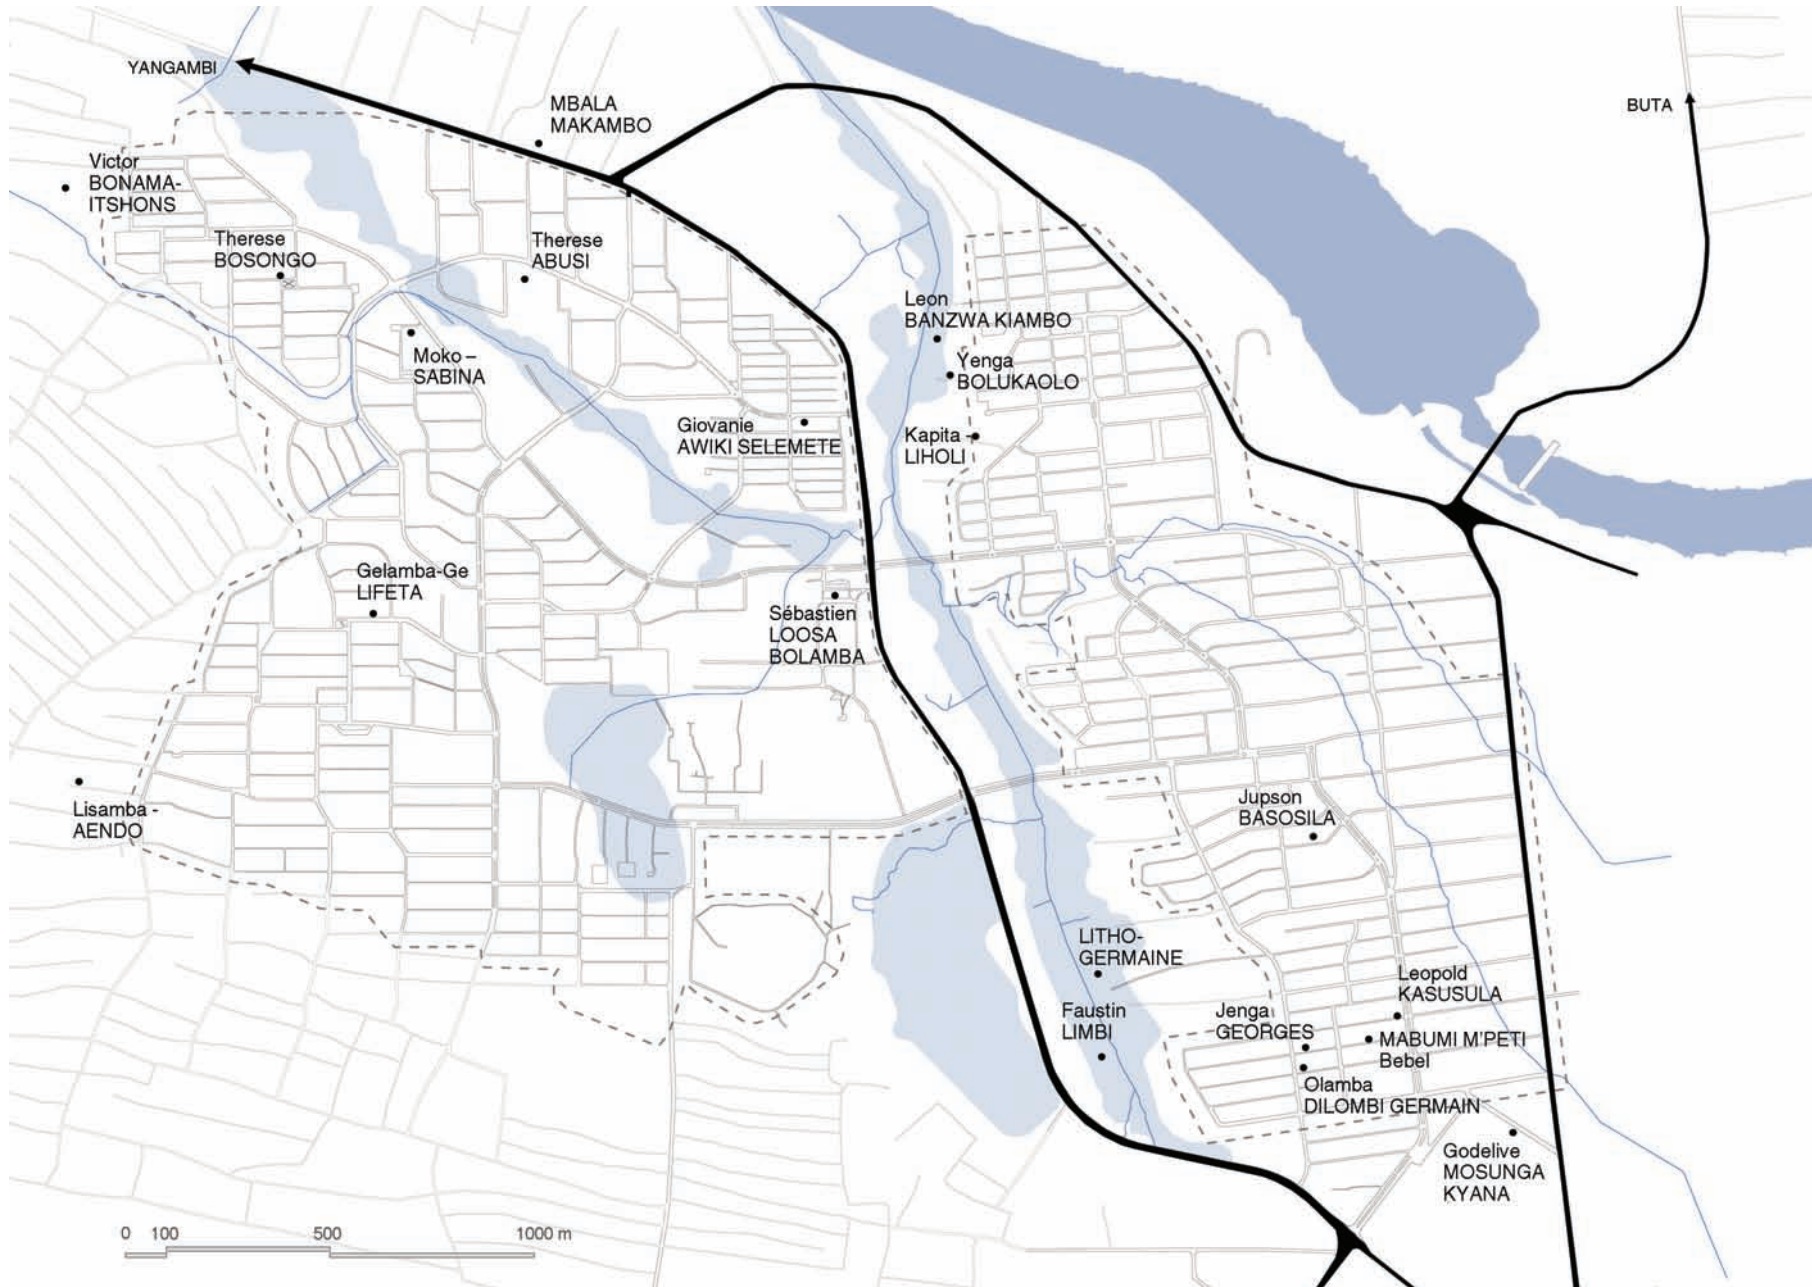 YANGAMBI
MBALA
MAKAMBO
BUTA
Victor
BONAMA-
ITSHONS
Therese
BOSONGO
Therese
ABUSI
Leon
BANZWA KIAMBO
Moko –
SABINA
Yenga
BOLUKAOLO
Giovanie
AWIKI SELEMETE
Kapita -
LIHOLI
Gelamba-Ge
LIFETA
Sébastien
LOOSA
BOLAMBA
Lisamba -
AENDO
Jupson
BASOSILA
LITHO-
GERMAINE
Leopold
KASUSULA
Faustin
LIMBI
Jenga
GEORGES
MABUMI M'PETI
Bebel
Olamba
DILOMBI GERMAIN
Godelive
MOSUNGA
KYANA
0 100 500 1000 m